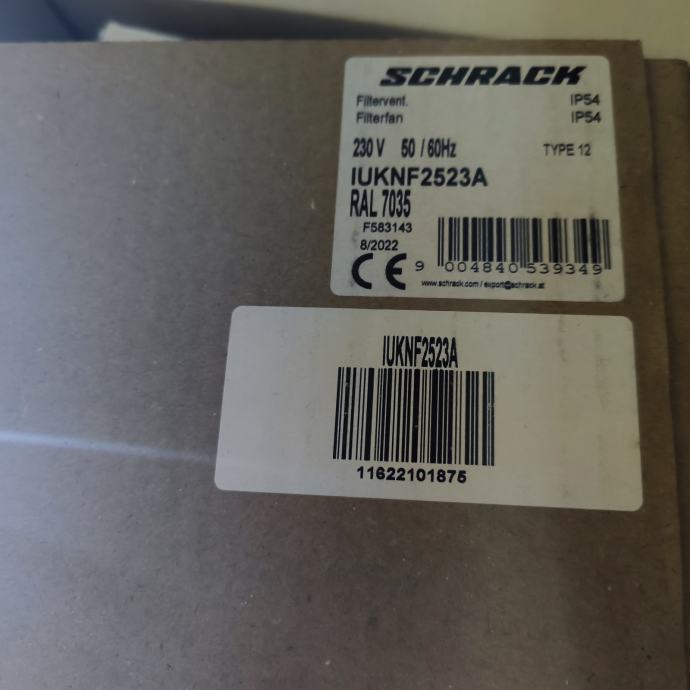 SCHRACK
Filtervent. IP54
Filterfan IP54
230 V 50 / 60Hz TYPE 12
IUKNF2523A
RAL 7035
F583143
8/2022
CE 9 004840 539349
www.schrack.com / export@schrack.at
IUKNF2523A
11622101875